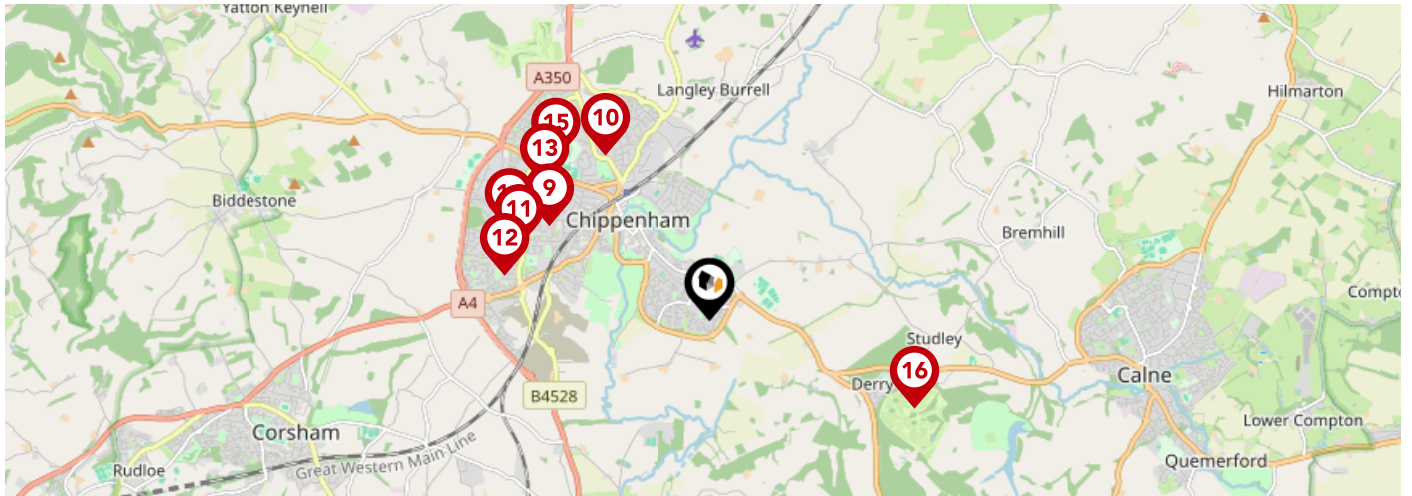 Yatton Keynell
A350
Langley Burrell
Hilmarton
15
10
13
9
11
Biddestone
Chippenham
12
Bremhill
A4
Studley
16
Derry
Calne
B4528
Corsham
Lower Compton
Great Western Main Line
Rudloe
Quemerford